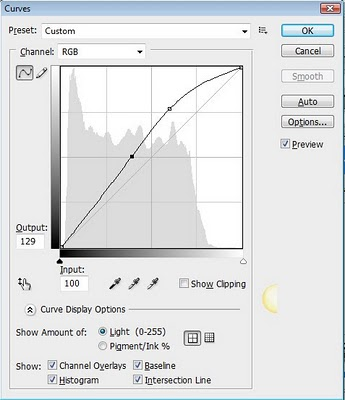 Curves
Preset: Custom
OK
Channel: RGB
Cancel
Smooth
Auto
Options...
Preview
Output:
129
Input:
100
Show Clipping
Curve Display Options
Show Amount of: Light (0-255)
Pigment/Ink %
Show: Channel Overlays Baseline
Histogram Intersection Line